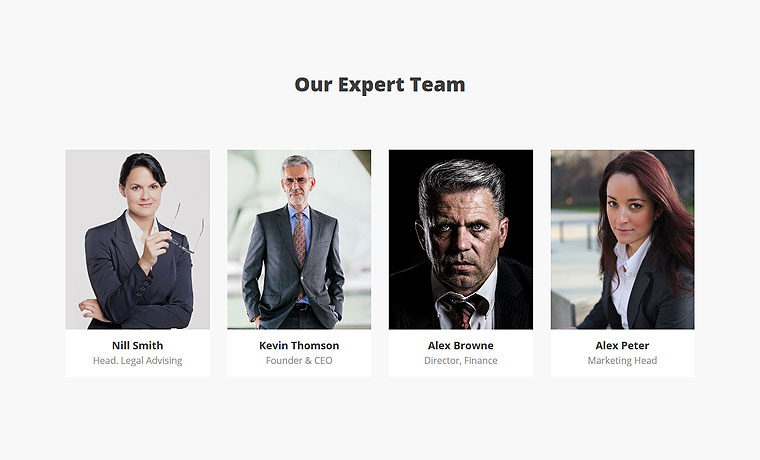 Our Expert Team
Nill Smith
Head. Legal Advising
Kevin Thomson
Founder & CEO
Alex Browne
Director, Finance
Alex Peter
Marketing Head